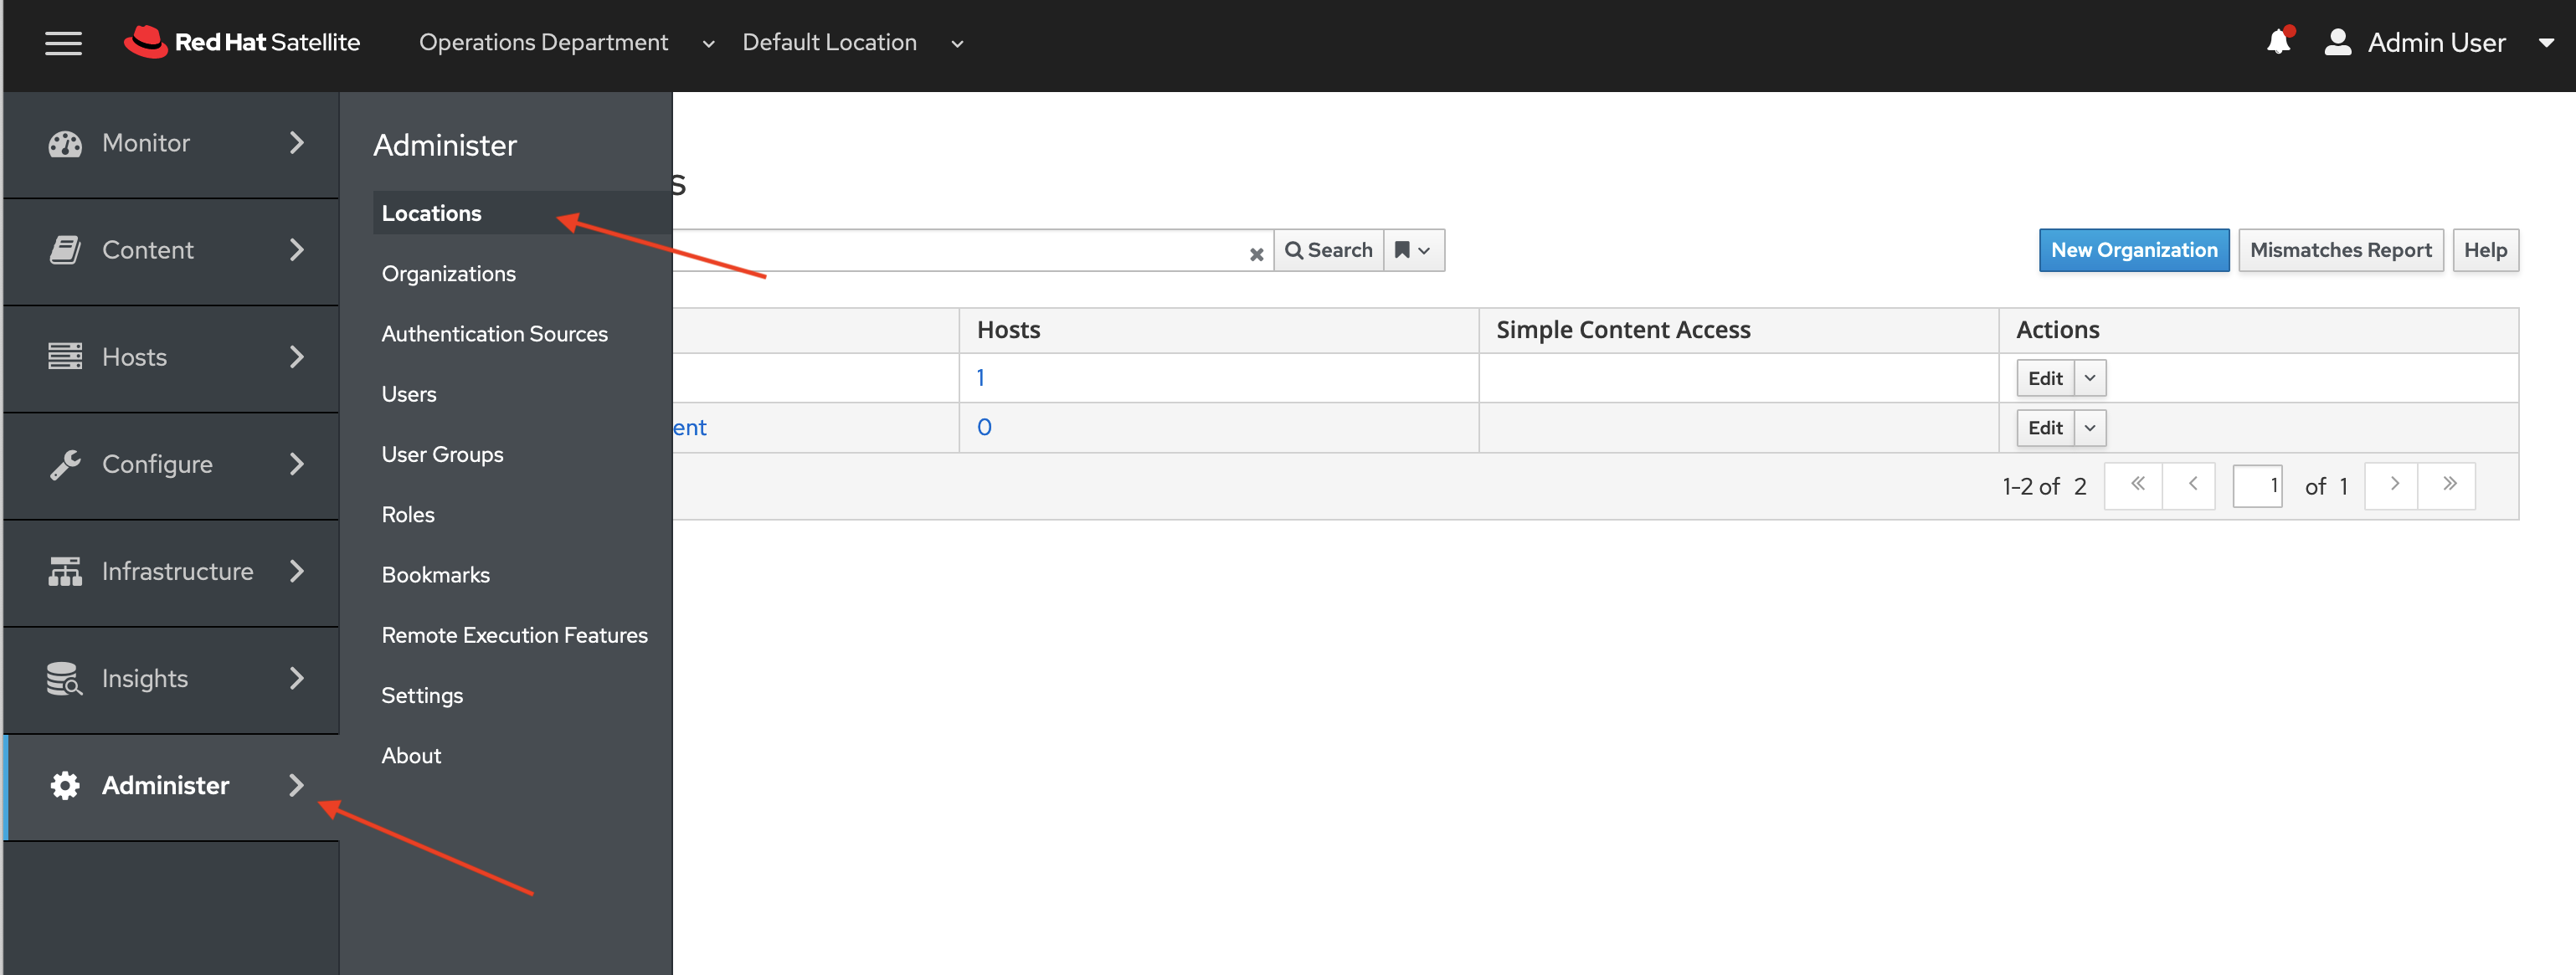 Red Hat Satellite Operations Department Default Location Admin User
Monitor
Content
Hosts
Configure
Infrastructure
Insights
Administer
Administer
Locations
Organizations
Authentication Sources
Users
User Groups
Roles
Bookmarks
Remote Execution Features
Settings
About
s
Search
New Organization Mismatches Report Help
Hosts Simple Content Access Actions
1 Edit
ent 0 Edit
1-2 of 2 « < 1 of 1 > »